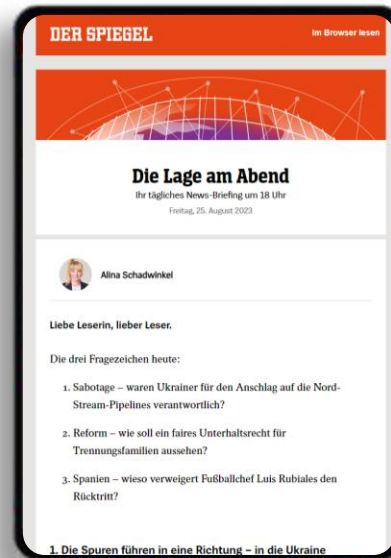 DER SPIEGEL
Im Browser lesen
Die Lage am Abend
Ihr tägliches News-Briefing um 18 Uhr
Freitag, 25. August 2023
Alina Schadwinkel
Liebe Leserin, lieber Leser.
Die drei Fragezeichen heute:
1. Sabotage – waren Ukrainer für den Anschlag auf die Nord-
Stream-Pipelines verantwortlich?
2. Reform – wie soll ein faires Unterhaltsrecht für
Trennungsfamilien aussehen?
3. Spanien – wieso verweigert Fußballchef Luis Rubiales den
Rücktritt?
1. Die Spuren führen in eine Richtung – in die Ukraine